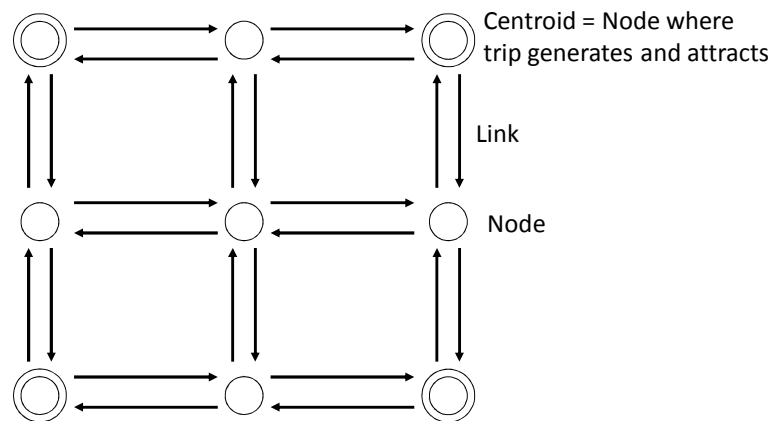 Centroid = Node where
trip generates and attracts
Link
Node